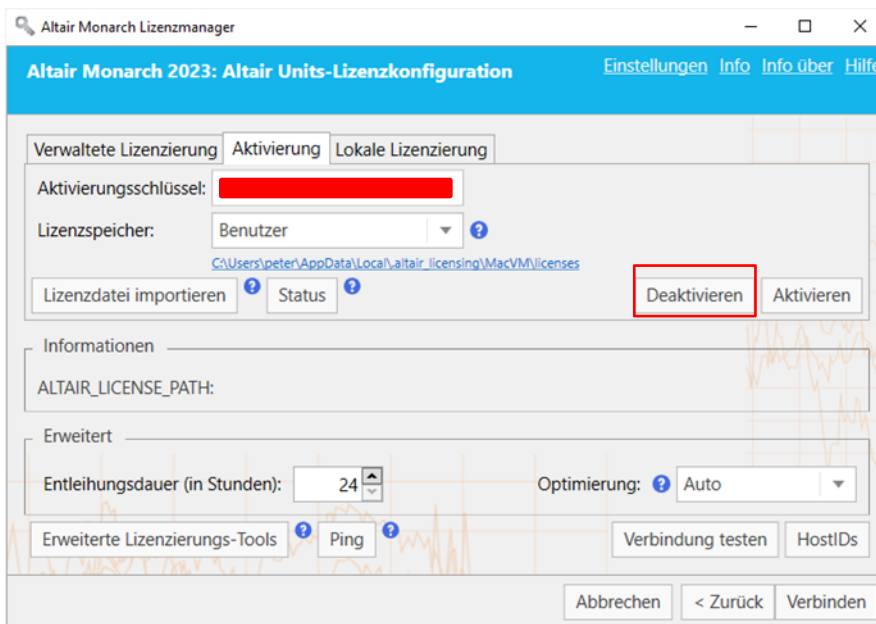 Altair Monarch Lizenzmanager
Altair Monarch 2023: Altair Units-Lizenzkonfiguration Einstellungen Info Info über Hilfe
Verwaltete Lizenzierung Aktivierung Lokale Lizenzierung
Aktivierungsschlüssel:
Lizenzspeicher: Benutzer ?
C:\Users\peter\AppData\Local\.altair_licensing\MacVM\licenses
Lizenzdatei importieren ? Status ? Deaktivieren Aktivieren
Informationen
ALTAIR_LICENSE_PATH:
Erweitert
Entleihungsdauer (in Stunden): 24 Optimierung: ? Auto
Erweiterte Lizenzierungs-Tools ? Ping ? Verbindung testen HostIDs
Abbrechen < Zurück Verbinden